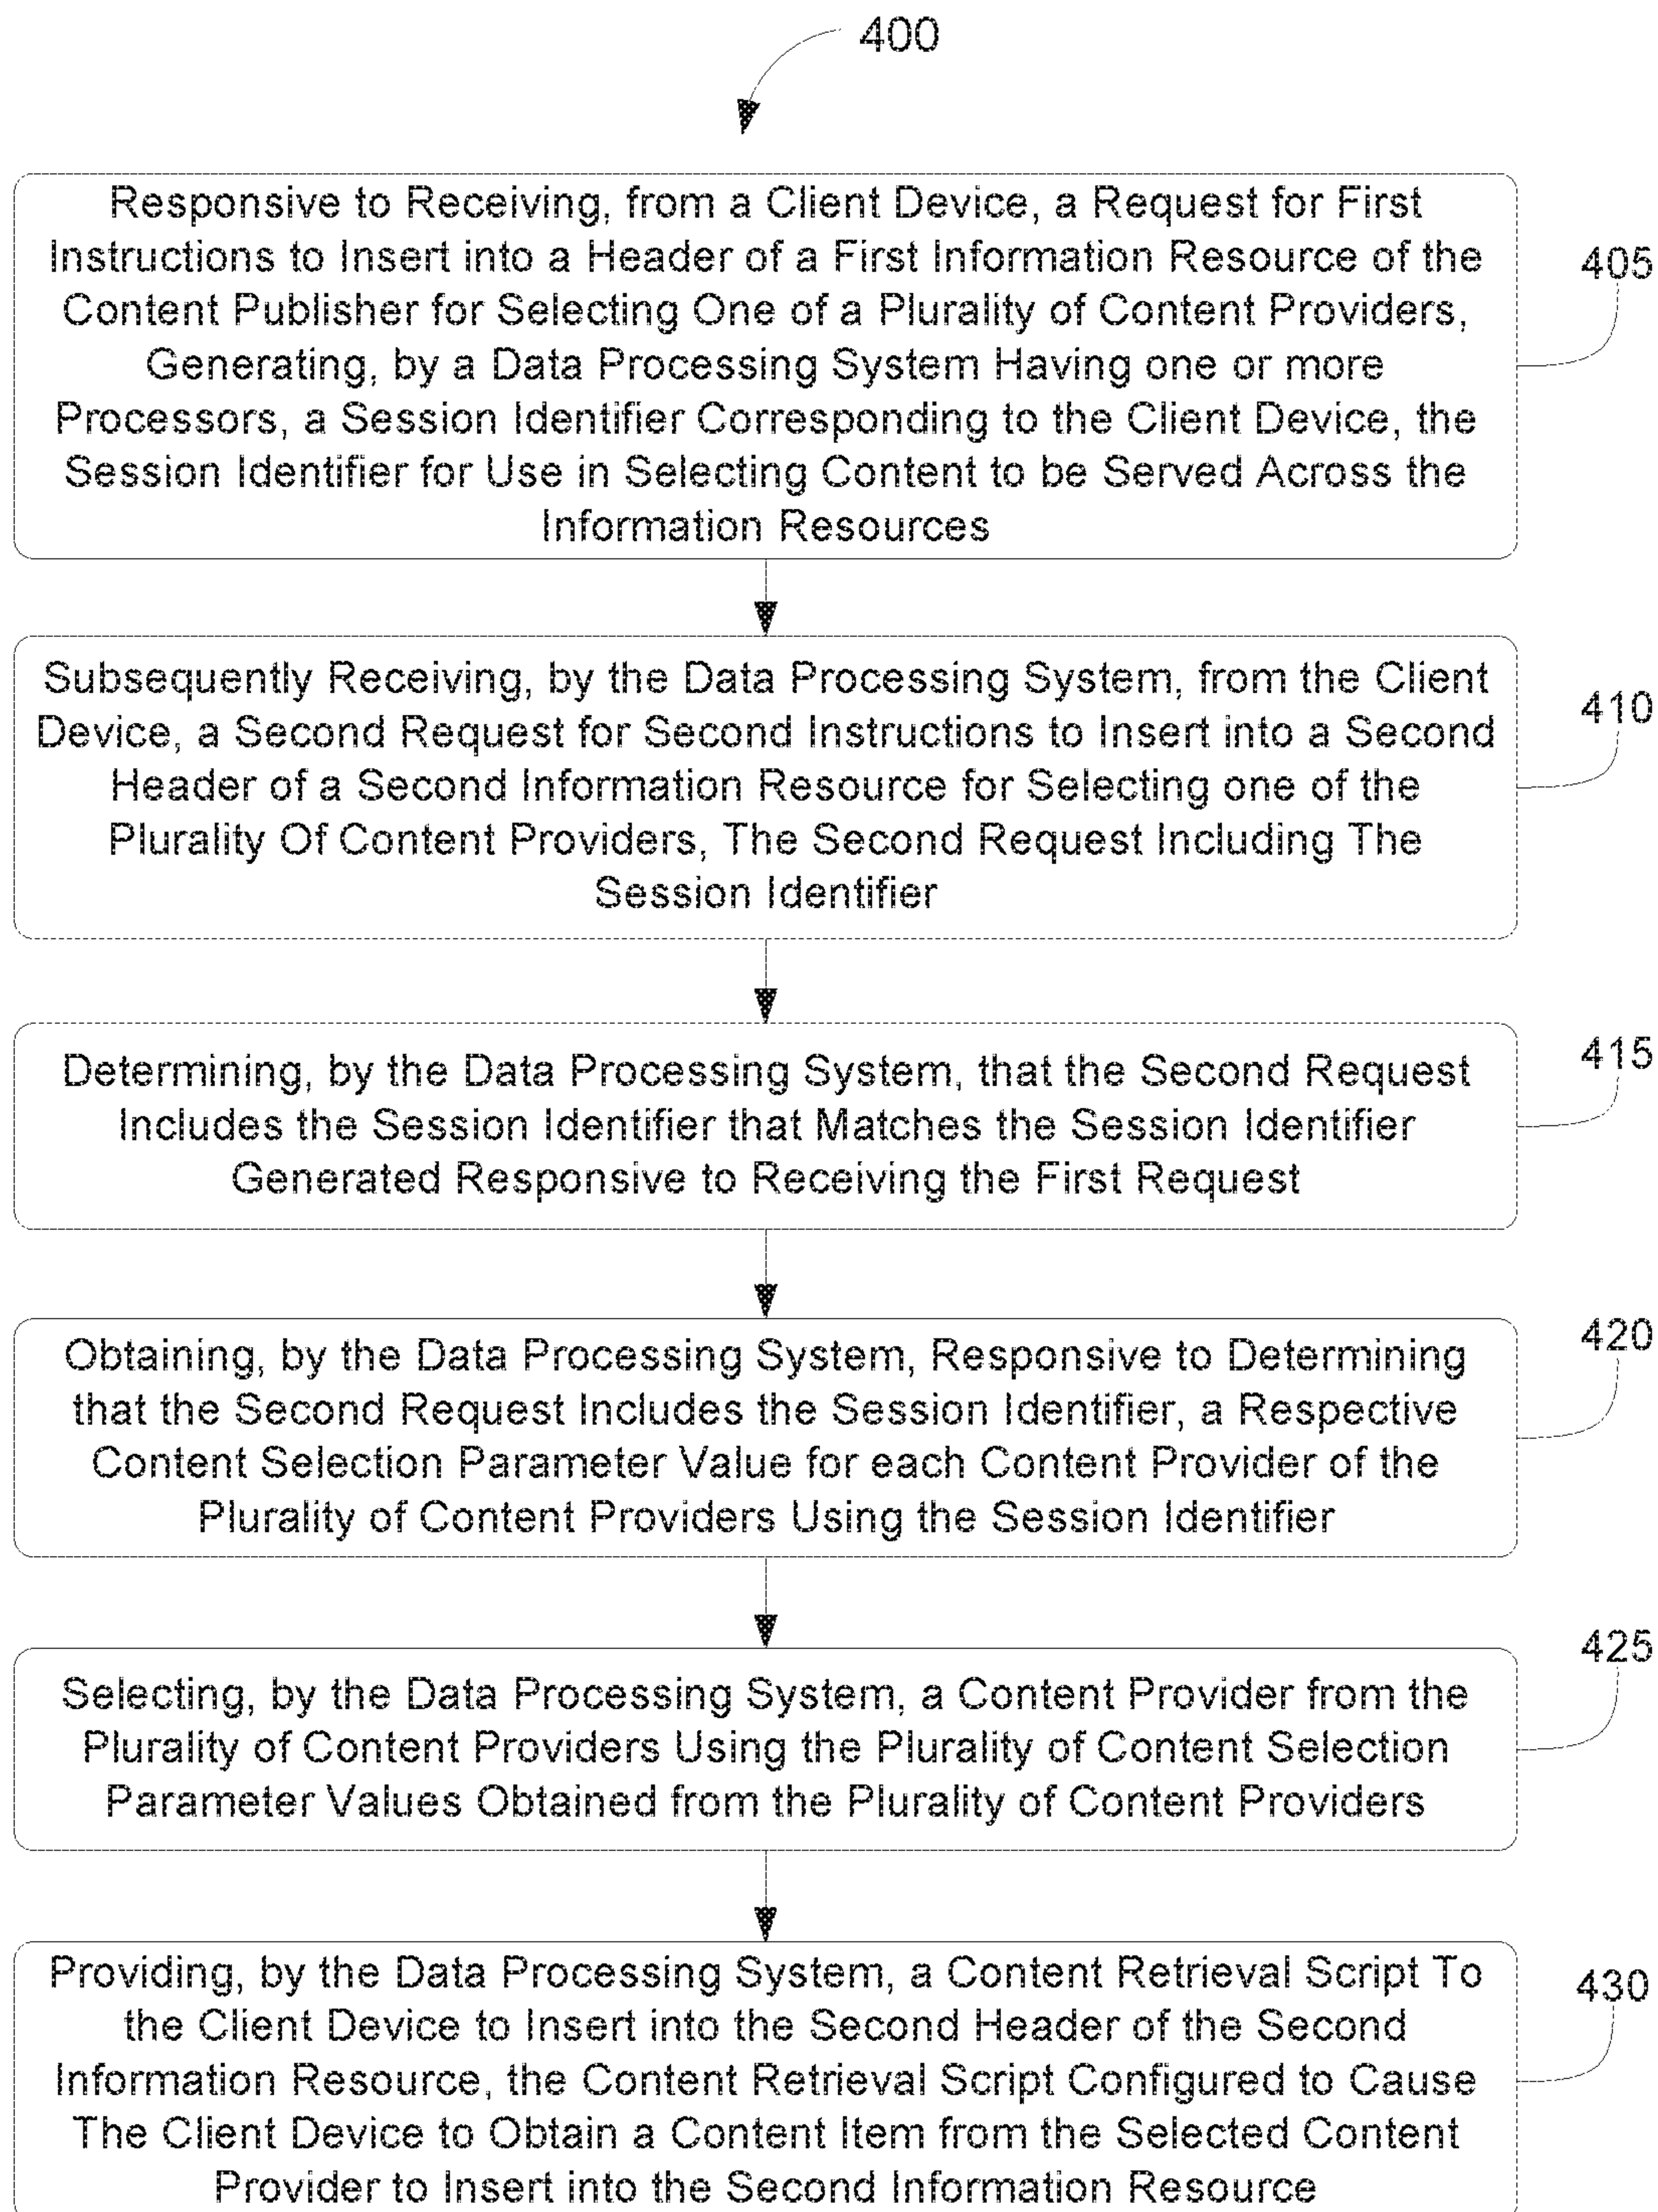 400
Responsive to Receiving, from a Client Device, a Request for First
Instructions to Insert into a Header of a First Information Resource of the
Content Publisher for Selecting One of a Plurality of Content Providers,
Generating, by a Data Processing System Having one or more
Processors, a Session Identifier Corresponding to the Client Device, the
Session Identifier for Use in Selecting Content to be Served Across the
Information Resources
405
Subsequently Receiving, by the Data Processing System, from the Client
Device, a Second Request for Second Instructions to Insert into a Second
Header of a Second Information Resource for Selecting one of the
Plurality Of Content Providers, The Second Request Including The
Session Identifier
410
Determining, by the Data Processing System, that the Second Request
Includes the Session Identifier that Matches the Session Identifier
Generated Responsive to Receiving the First Request
415
Obtaining, by the Data Processing System, Responsive to Determining
that the Second Request Includes the Session Identifier, a Respective
Content Selection Parameter Value for each Content Provider of the
Plurality of Content Providers Using the Session Identifier
420
Selecting, by the Data Processing System, a Content Provider from the
Plurality of Content Providers Using the Plurality of Content Selection
Parameter Values Obtained from the Plurality of Content Providers
425
Providing, by the Data Processing System, a Content Retrieval Script To
the Client Device to Insert into the Second Header of the Second
Information Resource, the Content Retrieval Script Configured to Cause
The Client Device to Obtain a Content Item from the Selected Content
Provider to Insert into the Second Information Resource
430